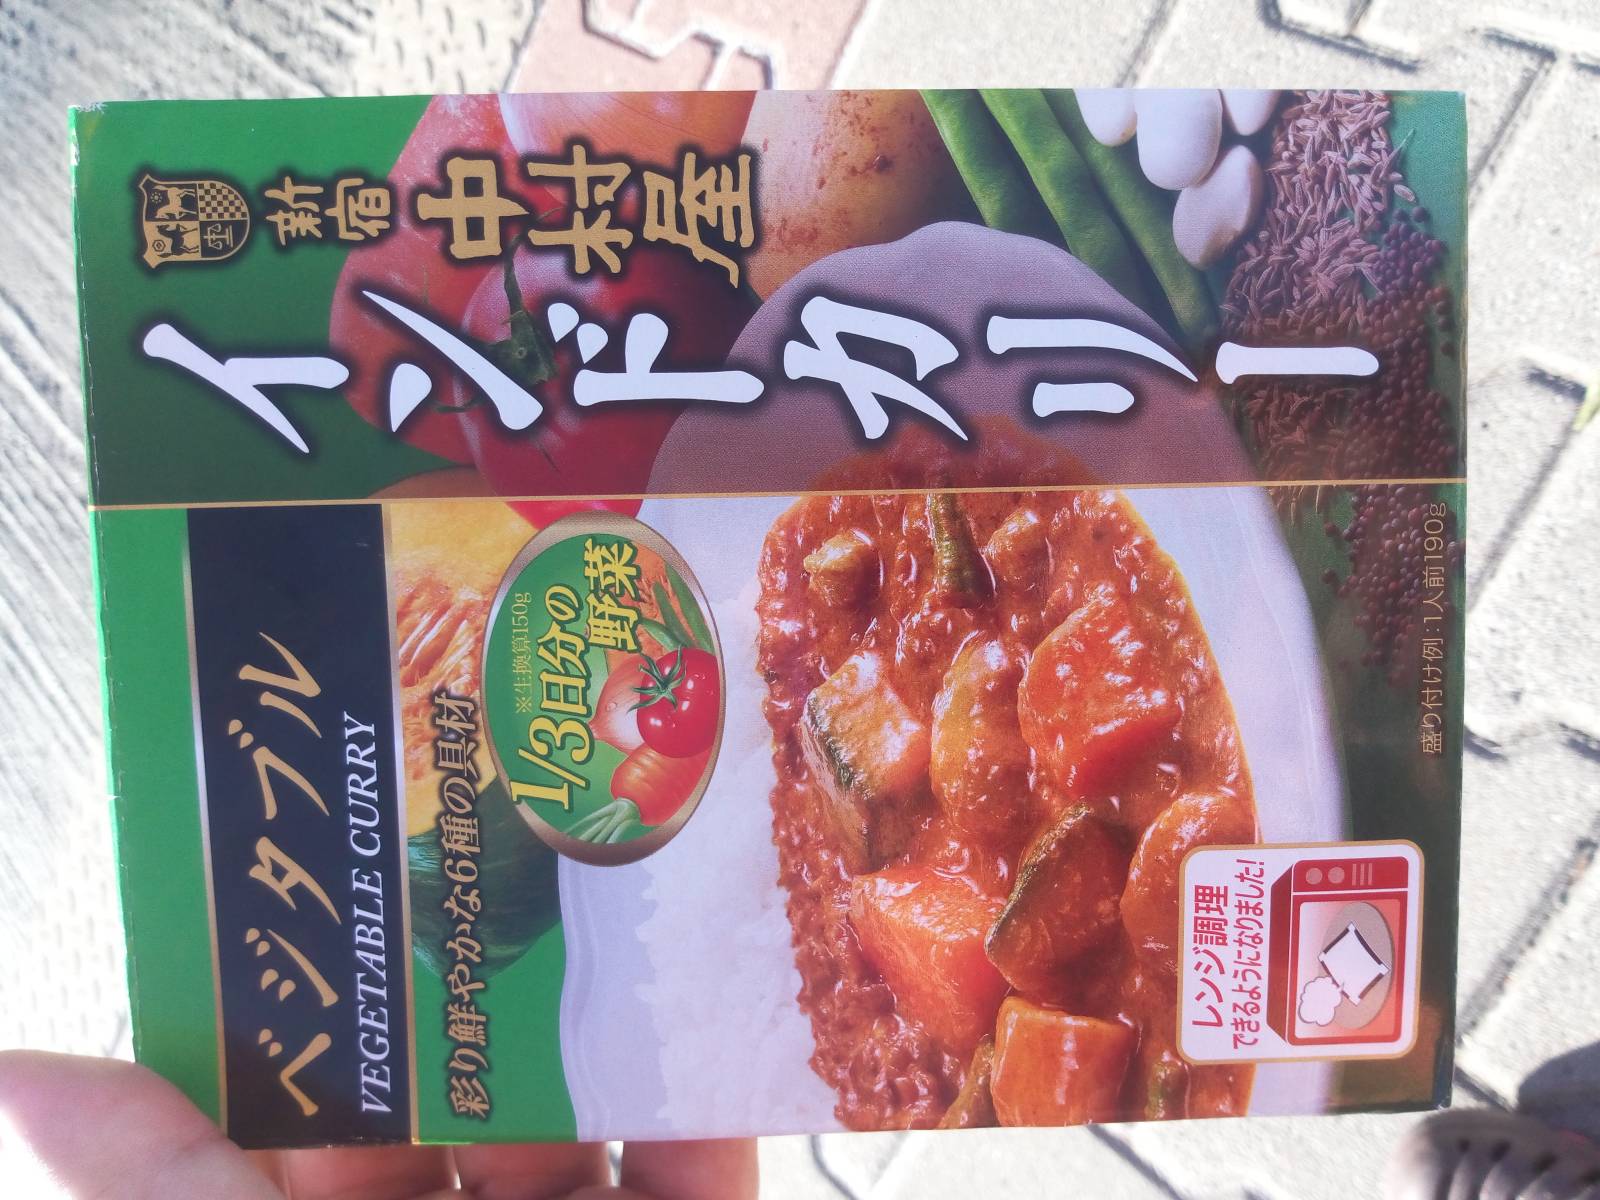 新宿
中村屋
インドカリー
ベジタブル
VEGETABLE CURRY
彩り鮮やかな6種の具材
※生換算150g
1/3日分の
野菜
レンジ調理
できるようになりました!
盛り付け例:1人前190g